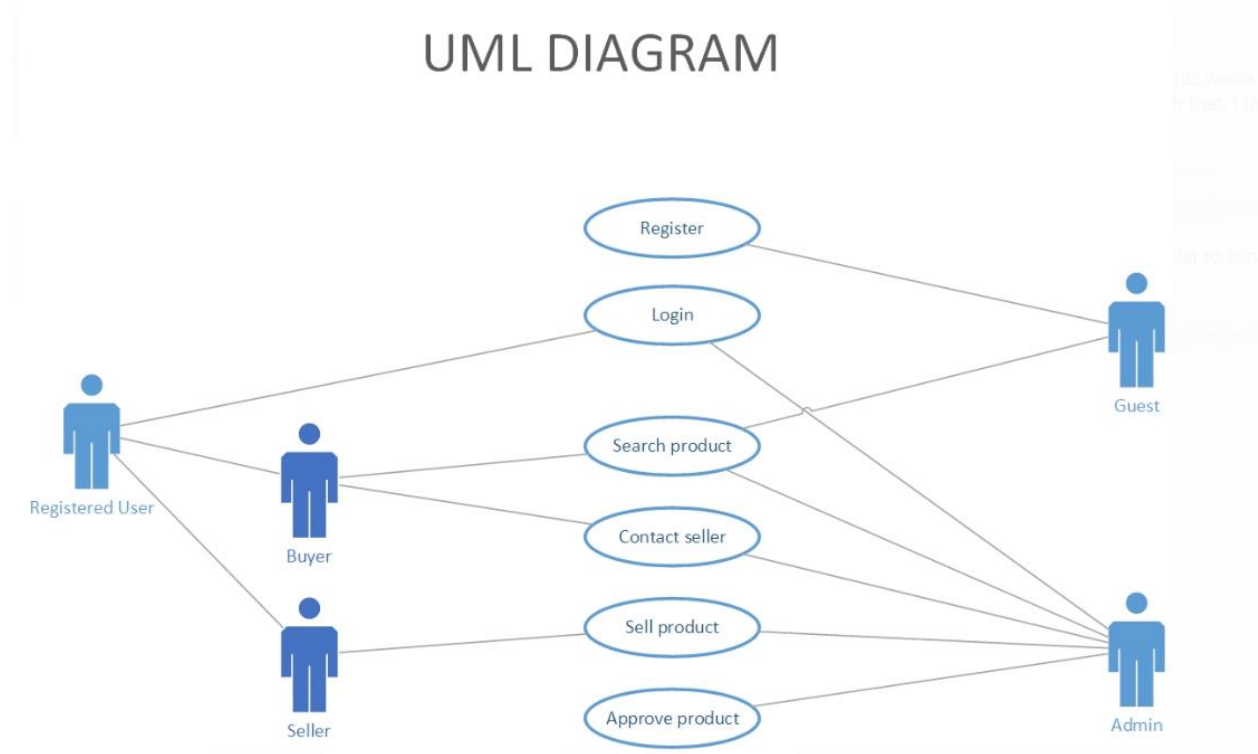 UML DIAGRAM
Register
Login
Guest
Search product
Registered User
Contact seller
Buyer
Sell product
Seller
Approve product
Admin